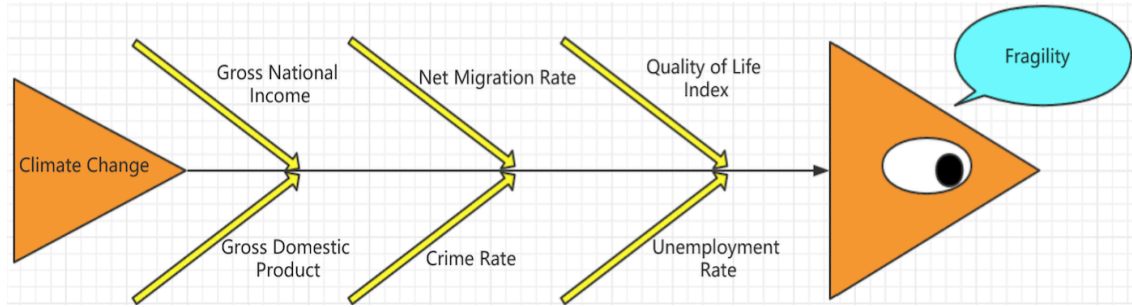 Climate Change
Gross National
Income
Net Migration Rate
Quality of Life
Index
Fragility
Gross Domestic
Product
Crime Rate
Unemployment
Rate